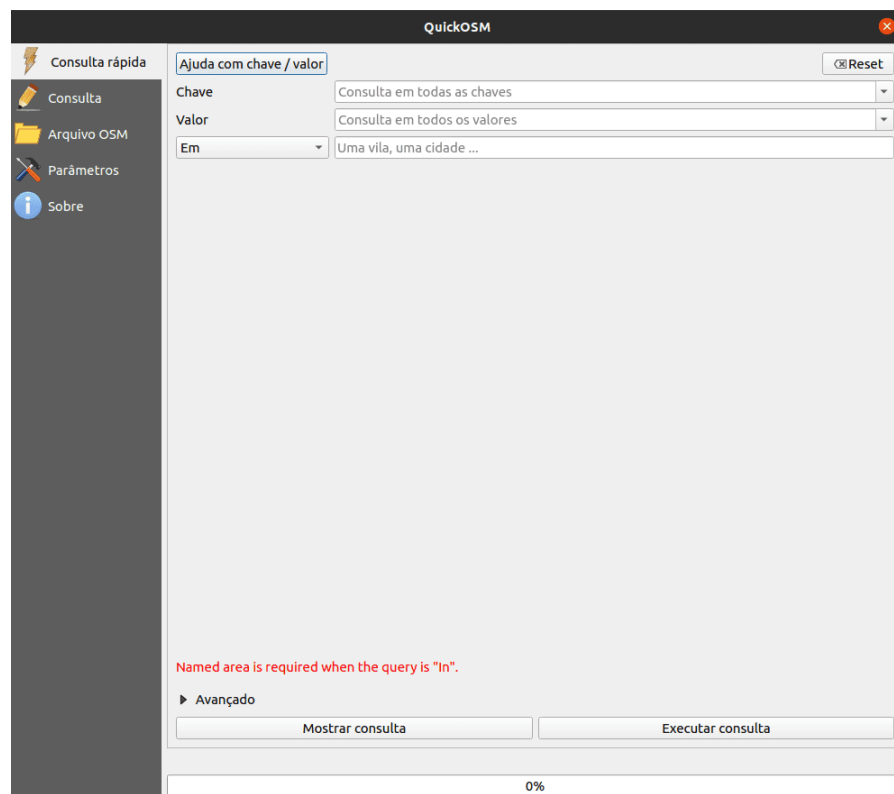 QuickOSM
Consulta rápida
Consulta
Arquivo OSM
Parâmetros
Sobre
Ajuda com chave / valor
Reset
Chave
Consulta em todas as chaves
Valor
Consulta em todos os valores
Em
Uma vila, uma cidade ...
Named area is required when the query is "In".
Avançado
Mostrar consulta
Executar consulta
0%